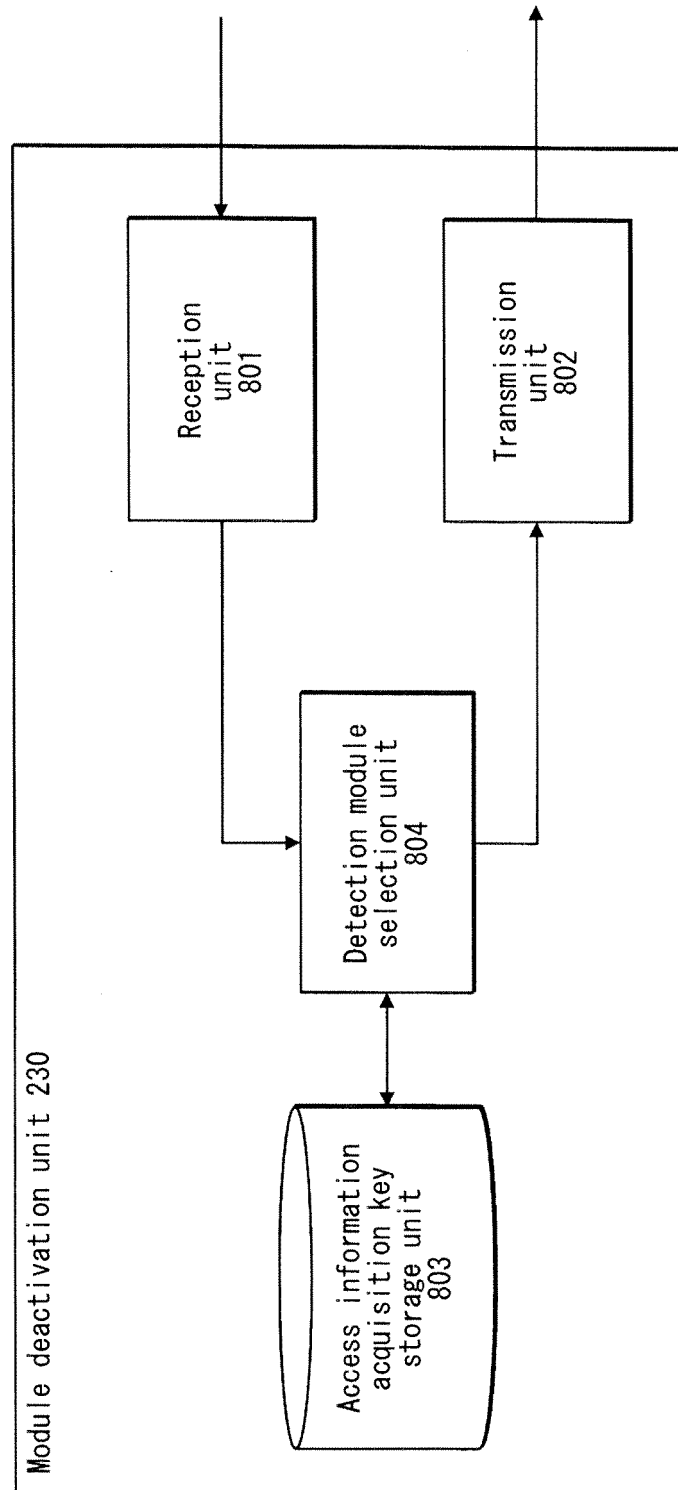 Module deactivation unit 230
Reception
unit
801
Transmission
unit
802
Detection module
selection unit
804
Access information
acquisition key
storage unit
803